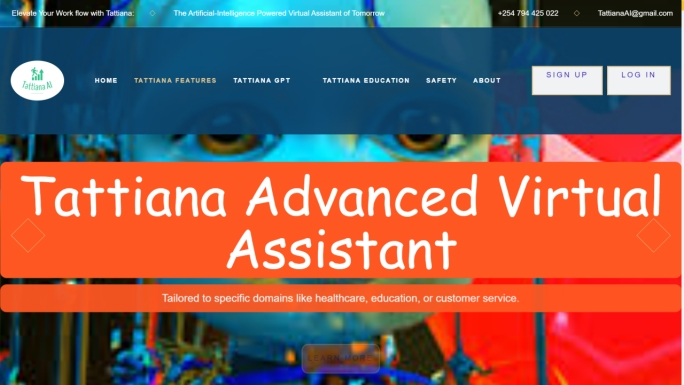 Elevate Your Work flow with Tattiana:
The Artificial-Intelligence Powered Virtual Assistant of Tomorrow
+254 794 425 022
TattianaAI@gmail.com
Tattiana AI
HOME
TATTIANA FEATURES
TATTIANA GPT
TATTIANA EDUCATION
SAFETY
ABOUT
SIGN UP
LOG IN
Tattiana Advanced Virtual
Assistant
Tailored to specific domains like healthcare, education, or customer service.